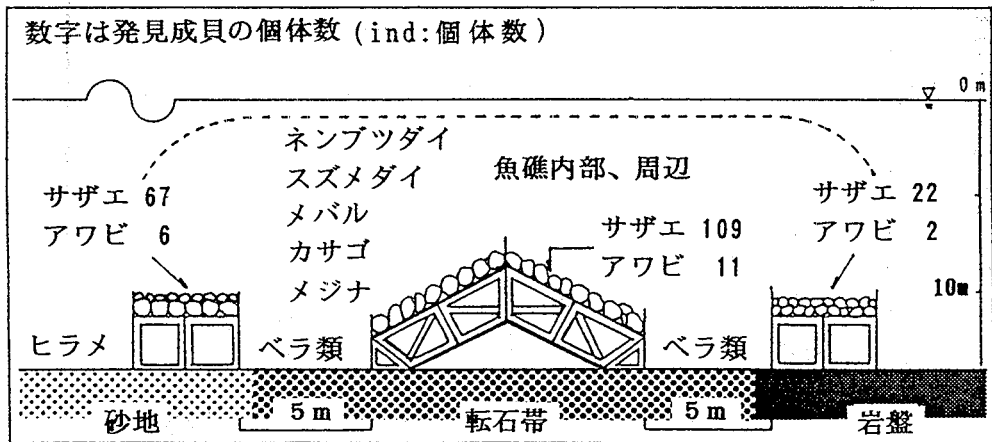 数字は発見成貝の個体数 (ind:個体数)
0 m
ネンブツダイ
スズメダイ
メバル
カサゴ
メジナ
魚礁内部、周辺
サザエ 67
アワビ 6
サザエ 109
アワビ 11
サザエ 22
アワビ 2
10m
ヒラメ
ベラ類
ベラ類
砂地
5m
転石帯
5m
岩盤